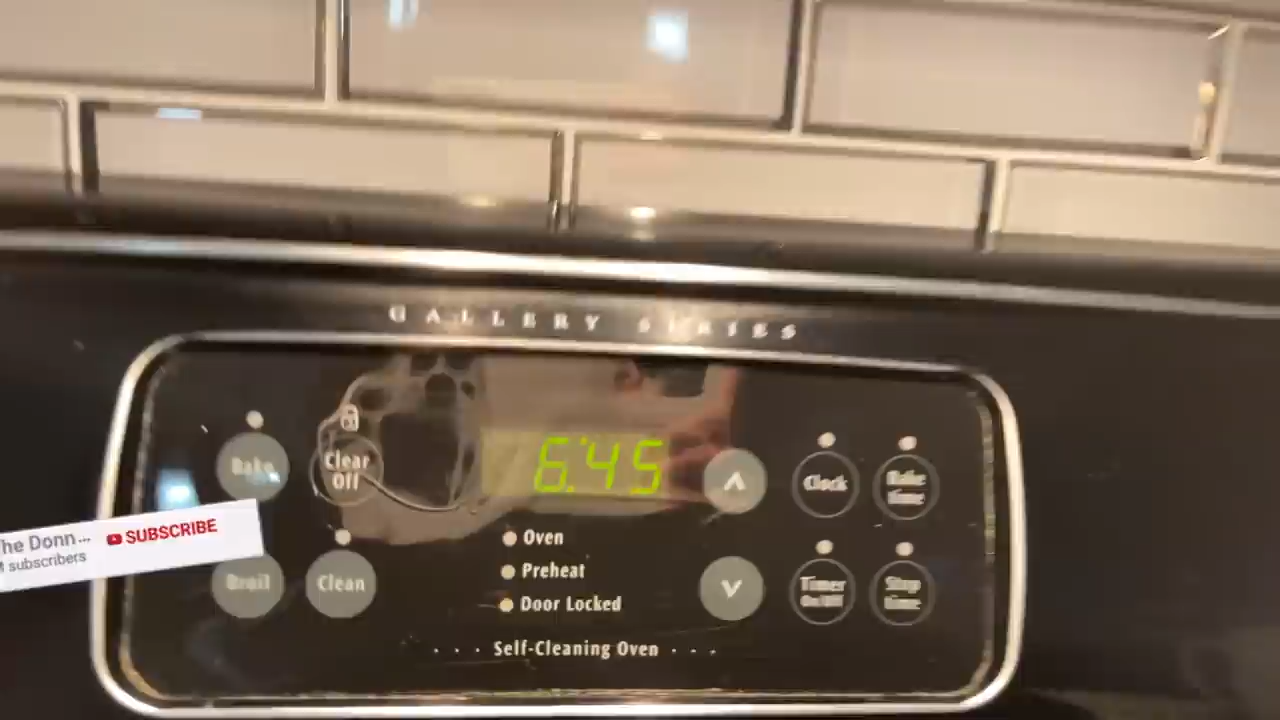 GALLERY SERIES
Bake
Clear
Off
6:45
Clock
Bake
time
he Donn...
SUBSCRIBE
subscribers
Oven
Preheat
Door Locked
Broil
Clean
Timer
On/Off
Stop
time
Self-Cleaning Oven